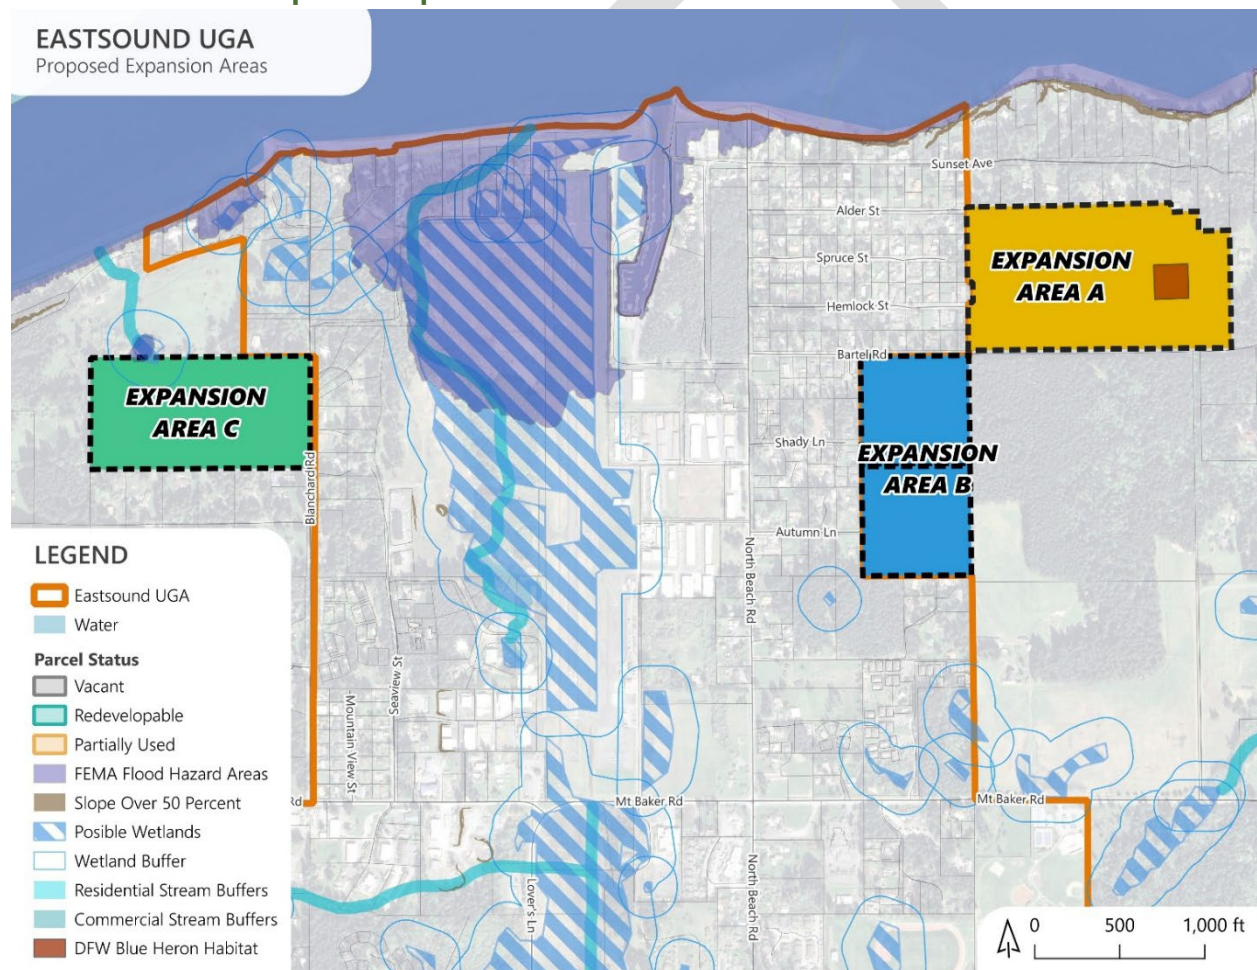 EASTSOUND UGA
Proposed Expansion Areas
Sunset Ave
Alder St
Spruce St
Hemlock St
Bartel Rd
EXPANSION
AREA A
EXPANSION
AREA C
Shady Ln
EXPANSION
AREA B
Autumn Ln
Blanchard Rd
North Beach Rd
Seaview St
Mountain View St
Rd
Mt Baker Rd
Mt Baker Rd
Lover's Ln
North Beach Rd
LEGEND
Eastsound UGA
Water
Parcel Status
Vacant
Redevelopable
Partially Used
FEMA Flood Hazard Areas
Slope Over 50 Percent
Posible Wetlands
Wetland Buffer
Residential Stream Buffers
Commercial Stream Buffers
DFW Blue Heron Habitat
0 500 1,000 ft